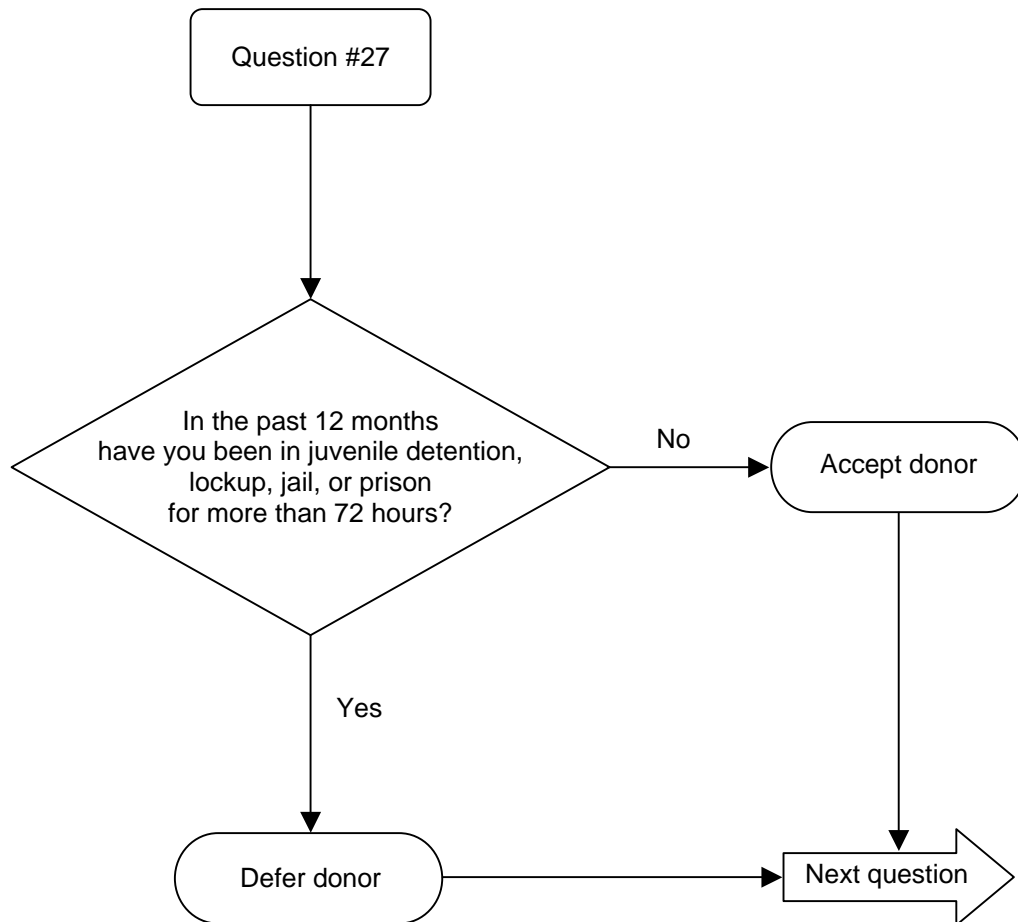 Question #27
In the past 12 months
have you been in juvenile detention,
lockup, jail, or prison
for more than 72 hours?
No
Accept donor
Yes
Defer donor
Next question